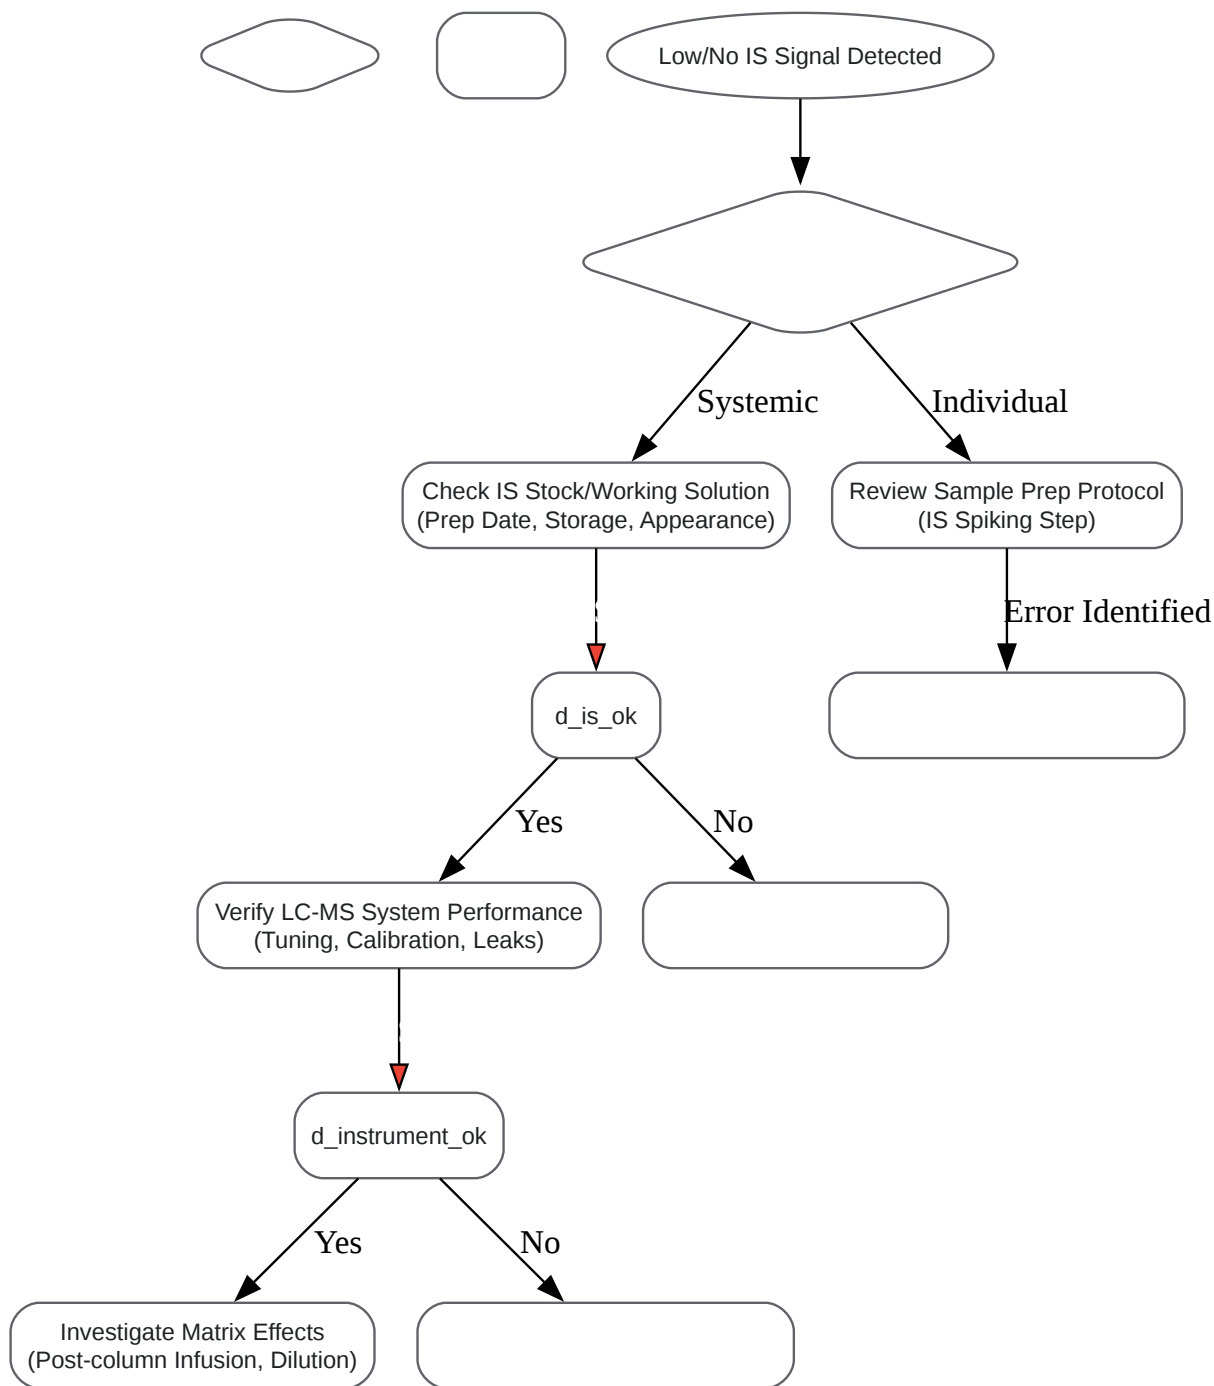 Low/No IS Signal Detected
Systemic
Individual
Check IS Stock/Working Solution
(Prep Date, Storage, Appearance)
Review Sample Prep Protocol
(IS Spiking Step)
Error Identified
d_is_ok
Yes
No
Verify LC-MS System Performance
(Tuning, Calibration, Leaks)
d_instrument_ok
Yes
No
Investigate Matrix Effects
(Post-column Infusion, Dilution)